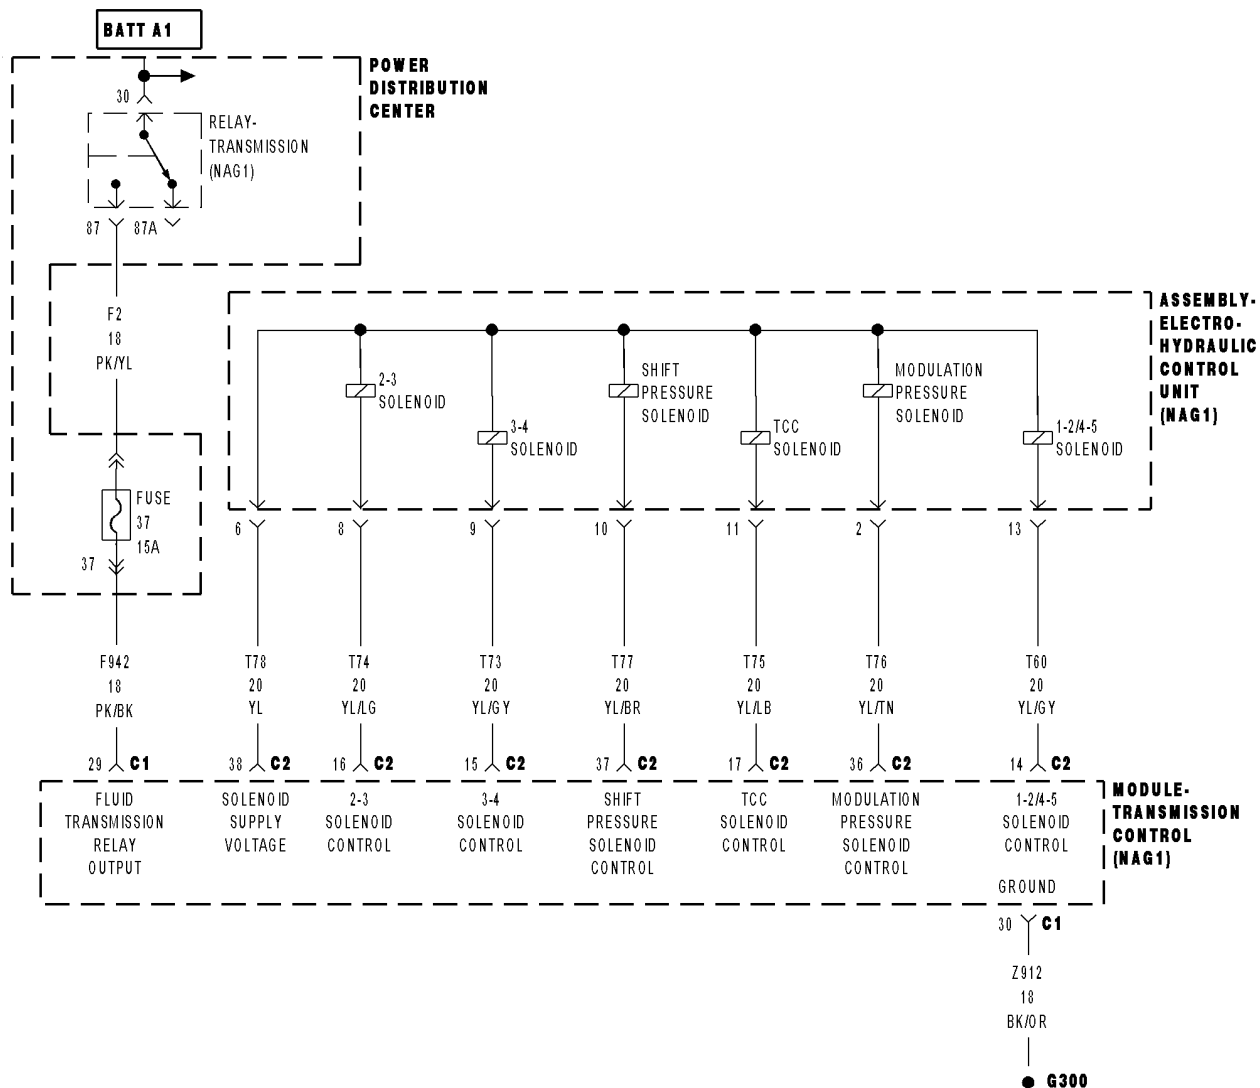 BATT A1
POWER
DISTRIBUTION
CENTER
30
RELAY-
TRANSMISSION
(NAG1)
87 87A
F2
18
PK/YL
FUSE
37
15A
37
ASSEMBLY-
ELECTRO-
HYDRAULIC
CONTROL
UNIT
(NAG1)
2-3
SOLENOID
3-4
SOLENOID
SHIFT
PRESSURE
SOLENOID
TCC
SOLENOID
MODULATION
PRESSURE
SOLENOID
1-2/4-5
SOLENOID
6 8 9 10 11 2 13
F942 T78 T74 T73 T77 T75 T76 T60
18 20 20 20 20 20 20 20
PK/BK YL YL/LG YL/GY YL/BR YL/LB YL/TN YL/GY
29 C1 38 C2 16 C2 15 C2 37 C2 17 C2 36 C2 14 C2
FLUID
TRANSMISSION
RELAY
OUTPUT
SOLENOID
SUPPLY
VOLTAGE
2-3
SOLENOID
CONTROL
3-4
SOLENOID
CONTROL
SHIFT
PRESSURE
SOLENOID
CONTROL
TCC
SOLENOID
CONTROL
MODULATION
PRESSURE
SOLENOID
CONTROL
1-2/4-5
SOLENOID
CONTROL
GROUND
MODULE-
TRANSMISSION
CONTROL
(NAG1)
30 C1
Z912
18
BK/OR
G300